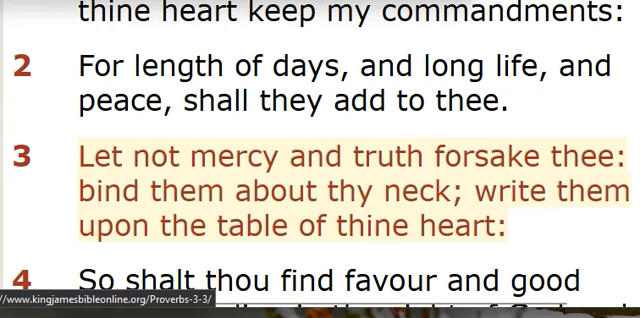 thine heart keep my commandments:
2 For length of days, and long life, and
peace, shall they add to thee.
3 Let not mercy and truth forsake thee:
bind them about thy neck; write them
upon the table of thine heart:
4 So shalt thou find favour and good
//www.kingjamesbibleonline.org/Proverbs-3-3/